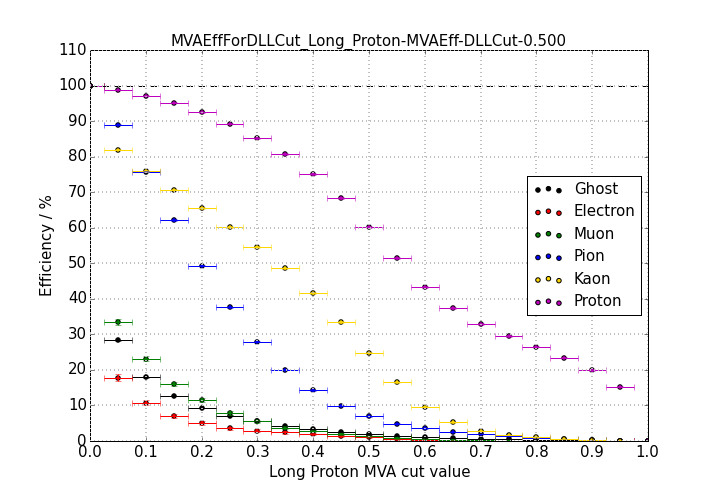 MVAEffForDLLCut_Long_Proton-MVAEff-DLLCut-0.500
110
100
90
80
70
60
50
40
30
20
10
0
Efficiency / %
Ghost
Electron
Muon
Pion
Kaon
Proton
0.0 0.1 0.2 0.3 0.4 0.5 0.6 0.7 0.8 0.9 1.0
Long Proton MVA cut value